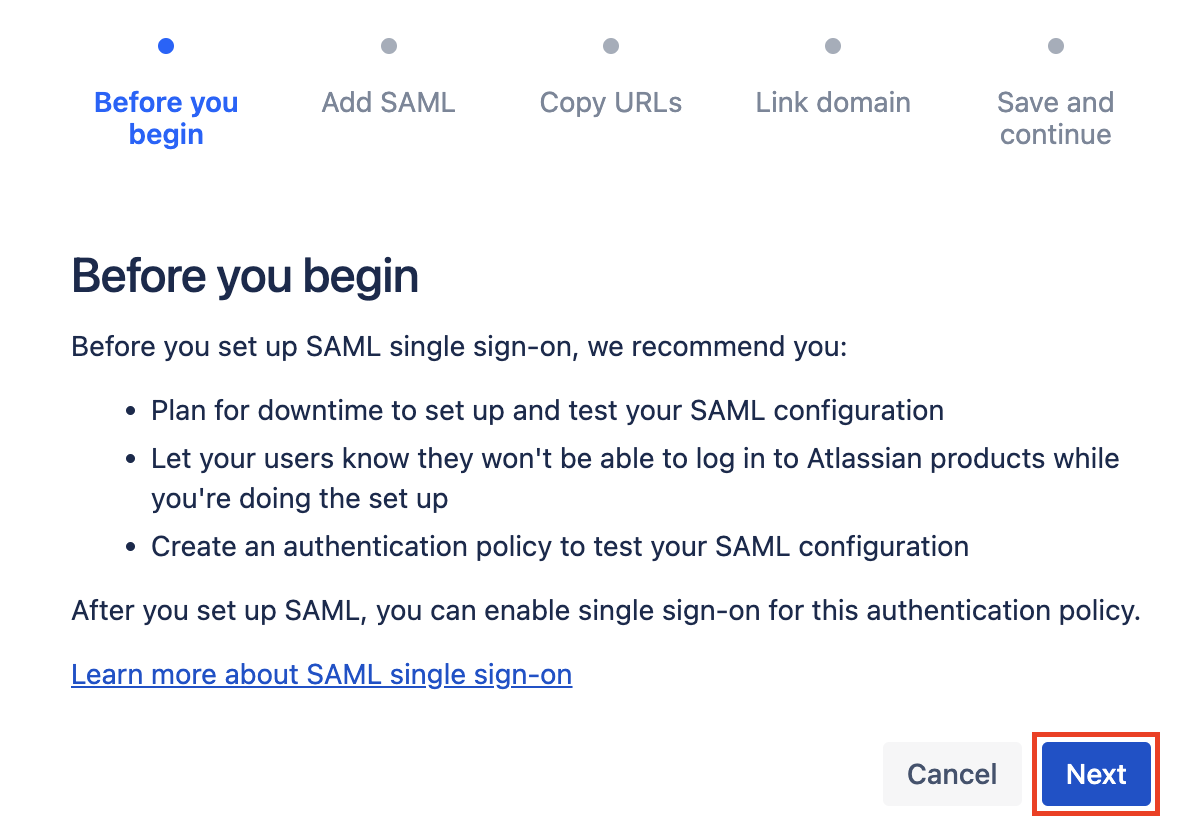 Before you
begin
Add SAML
Copy URLs
Link domain
Save and
continue
Before you begin
Before you set up SAML single sign-on, we recommend you:
• Plan for downtime to set up and test your SAML configuration
• Let your users know they won't be able to log in to Atlassian products while
you're doing the set up
• Create an authentication policy to test your SAML configuration
After you set up SAML, you can enable single sign-on for this authentication policy.
Learn more about SAML single sign-on
Cancel
Next